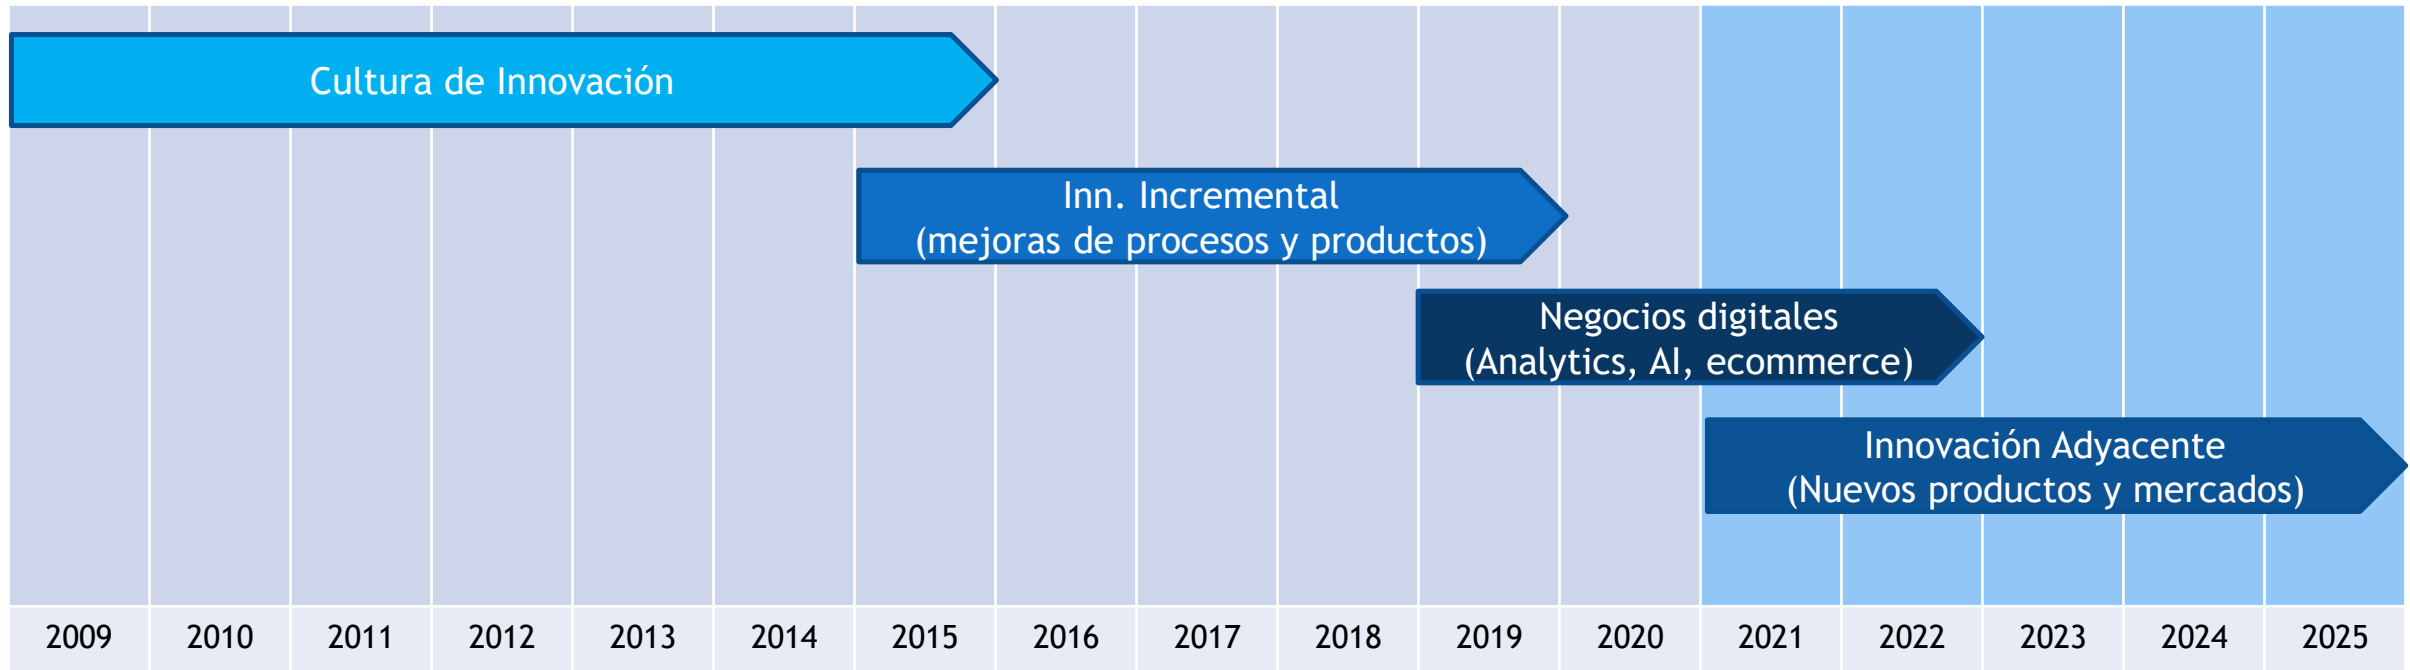 Cultura de Innovación
Inn. Incremental
(mejoras de procesos y productos)
Negocios digitales
(Analytics, AI, ecommerce)
Innovación Adyacente
(Nuevos productos y mercados)
2009 2010 2011 2012 2013 2014 2015 2016 2017 2018 2019 2020 2021 2022 2023 2024 2025